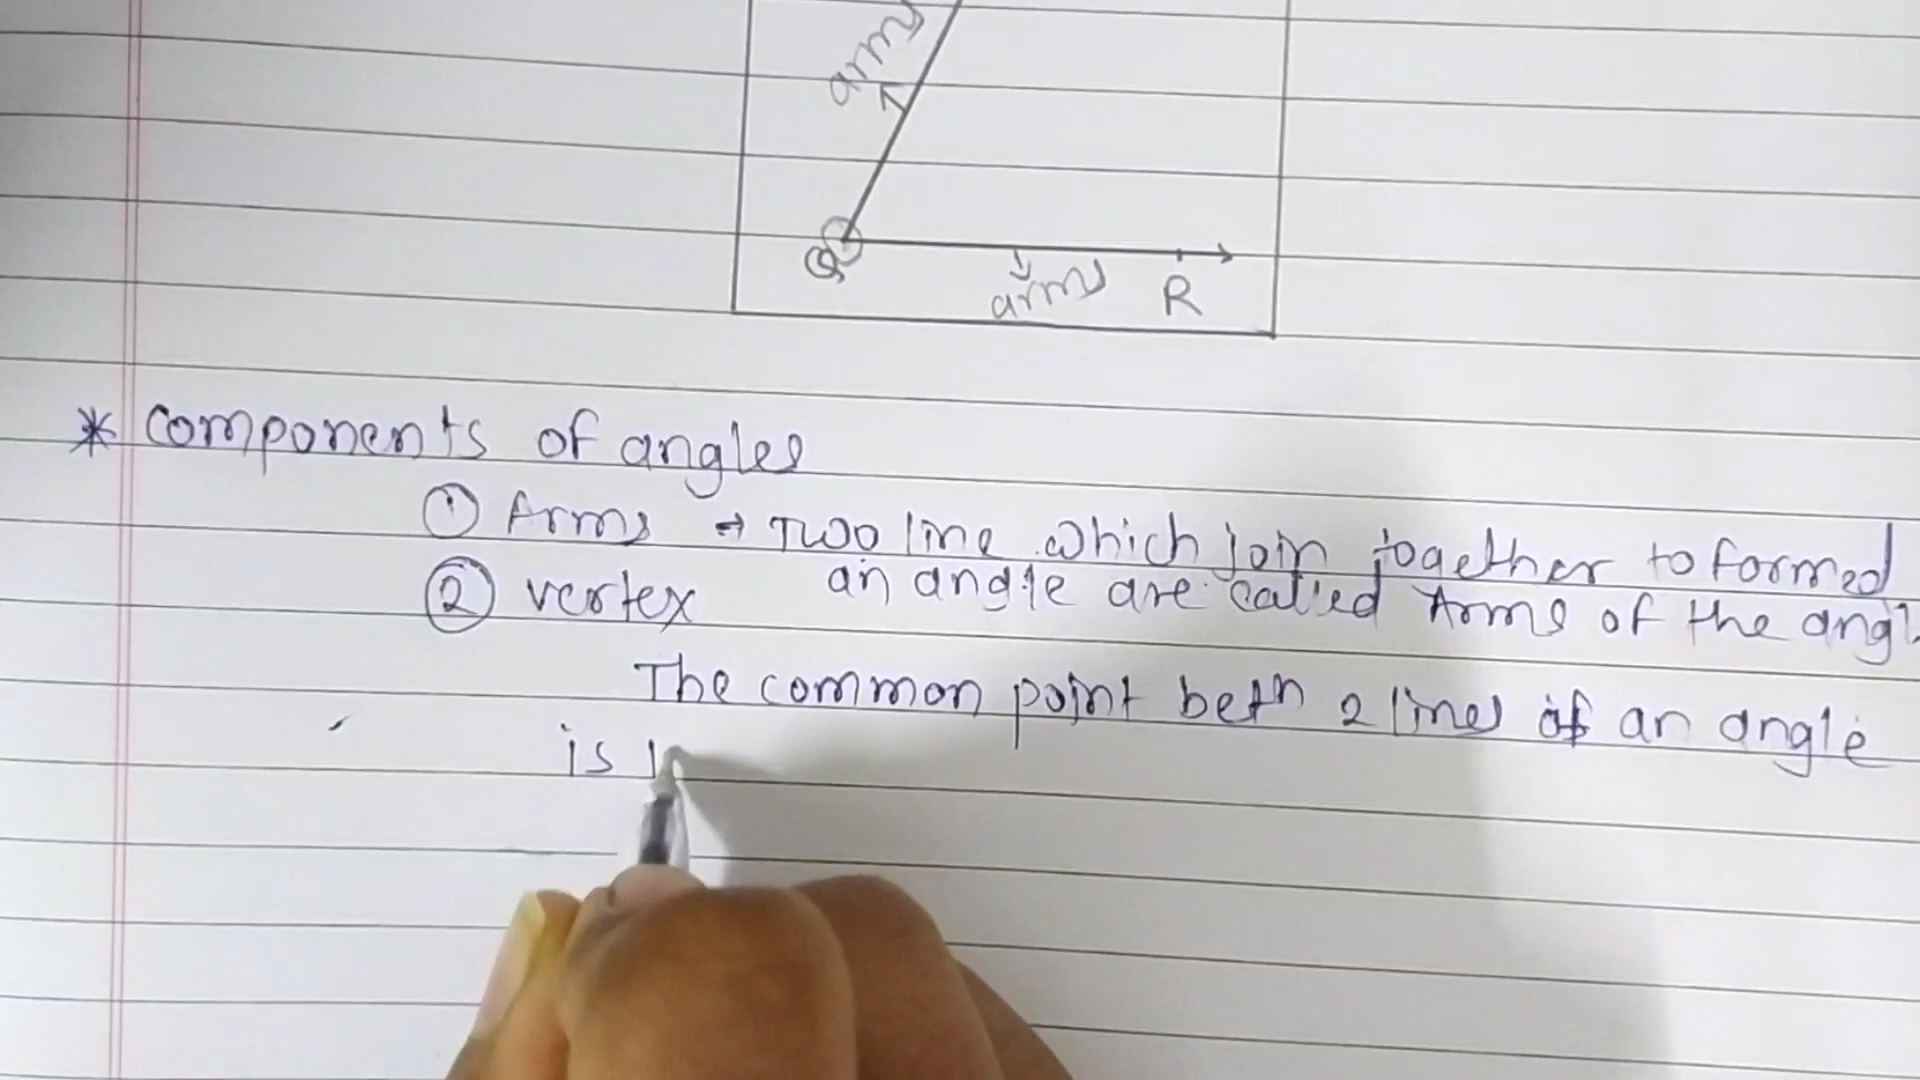 arms
Q
arms R
* components of angles
① Arms → Two line which join together to formed
an angle are called Arms of the angl
② vertex
The common point betn 2 lines of an angle
is